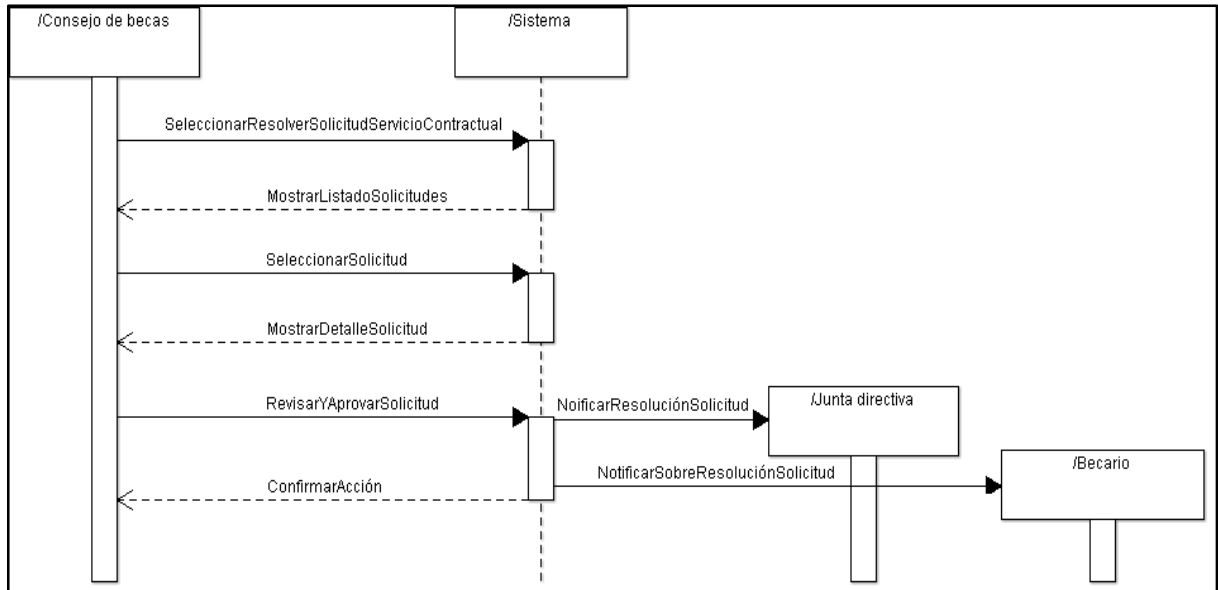 /Consejo de becas
/Sistema
SeleccionarResolverSolicitudServicioContractual
MostrarListadoSolicitudes
SeleccionarSolicitud
MostrarDetalleSolicitud
RevisarYAprovarSolicitud
NoificarResoluciónSolicitud
/Junta directiva
NotificarSobreResoluciónSolicitud
/Becario
ConfirmarAcción